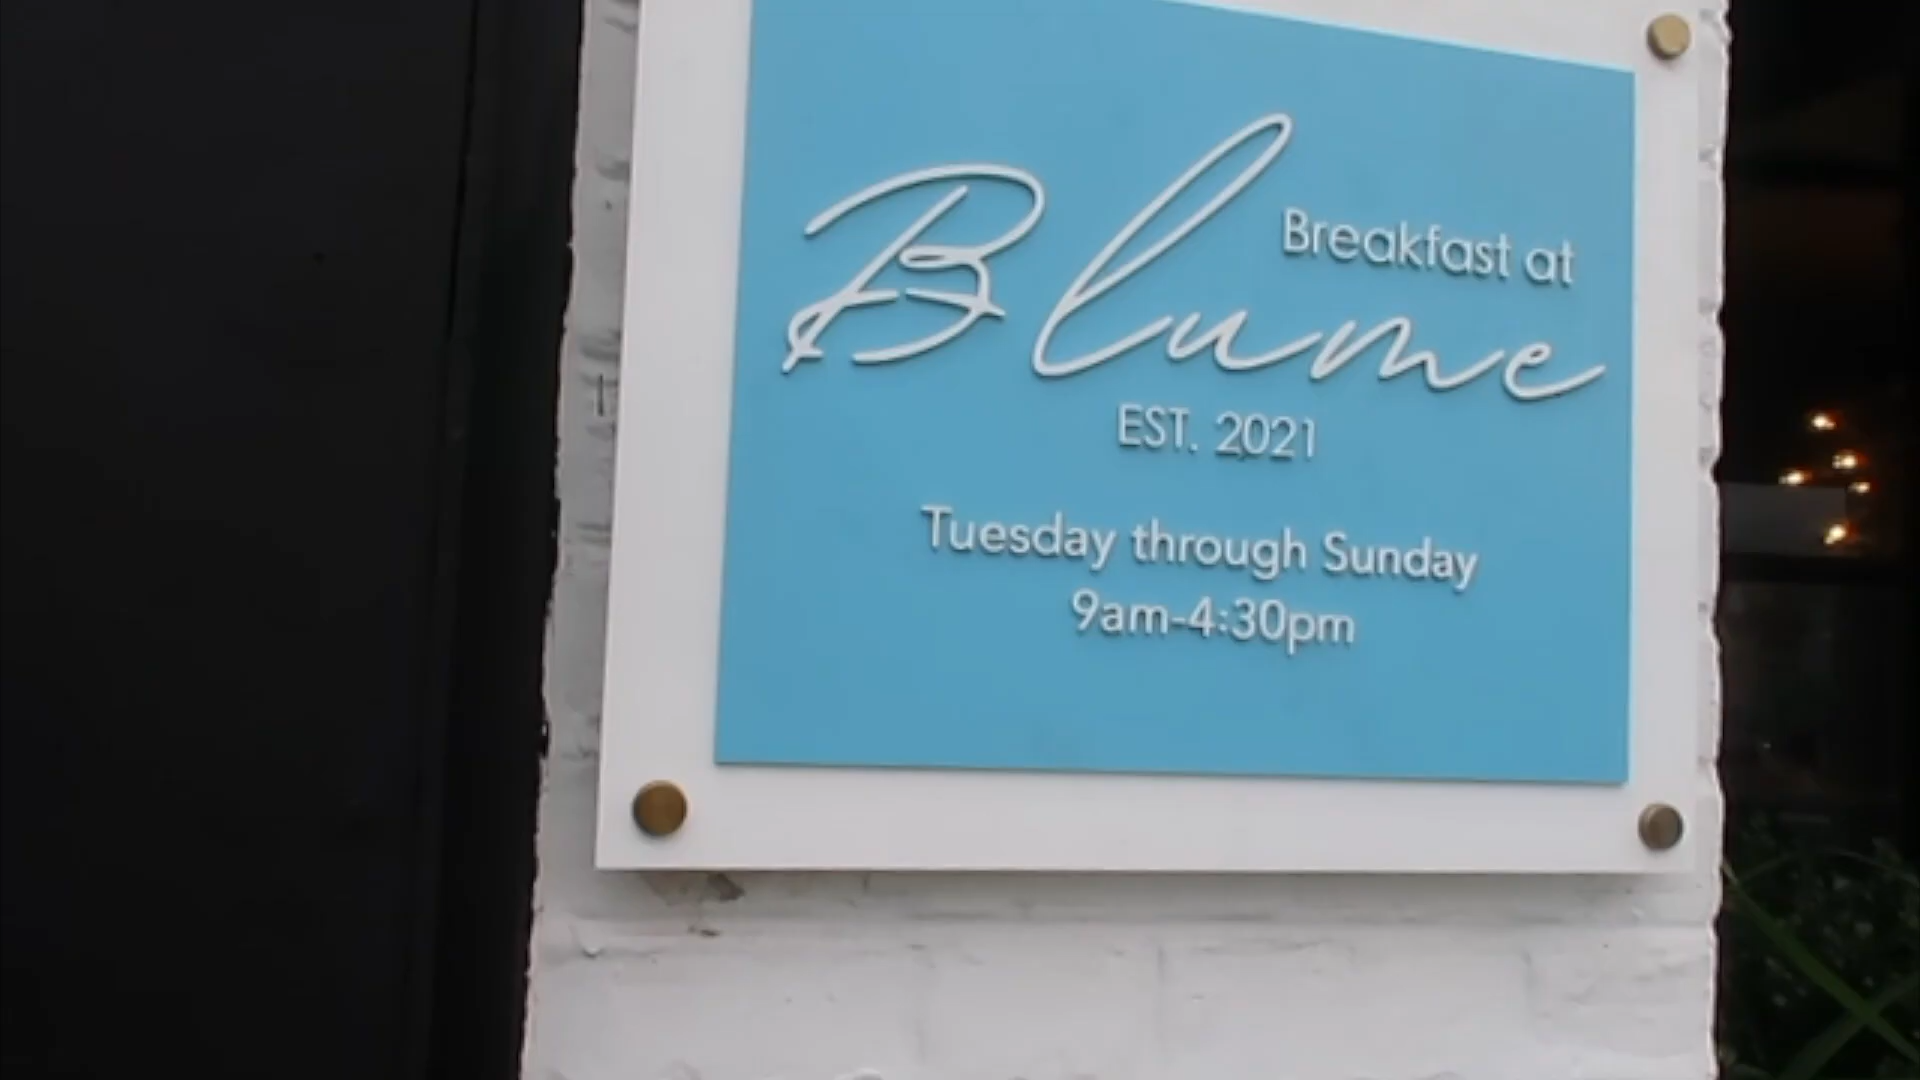 Breakfast at
Blume
EST. 2021
Tuesday through Sunday
9am-4:30pm